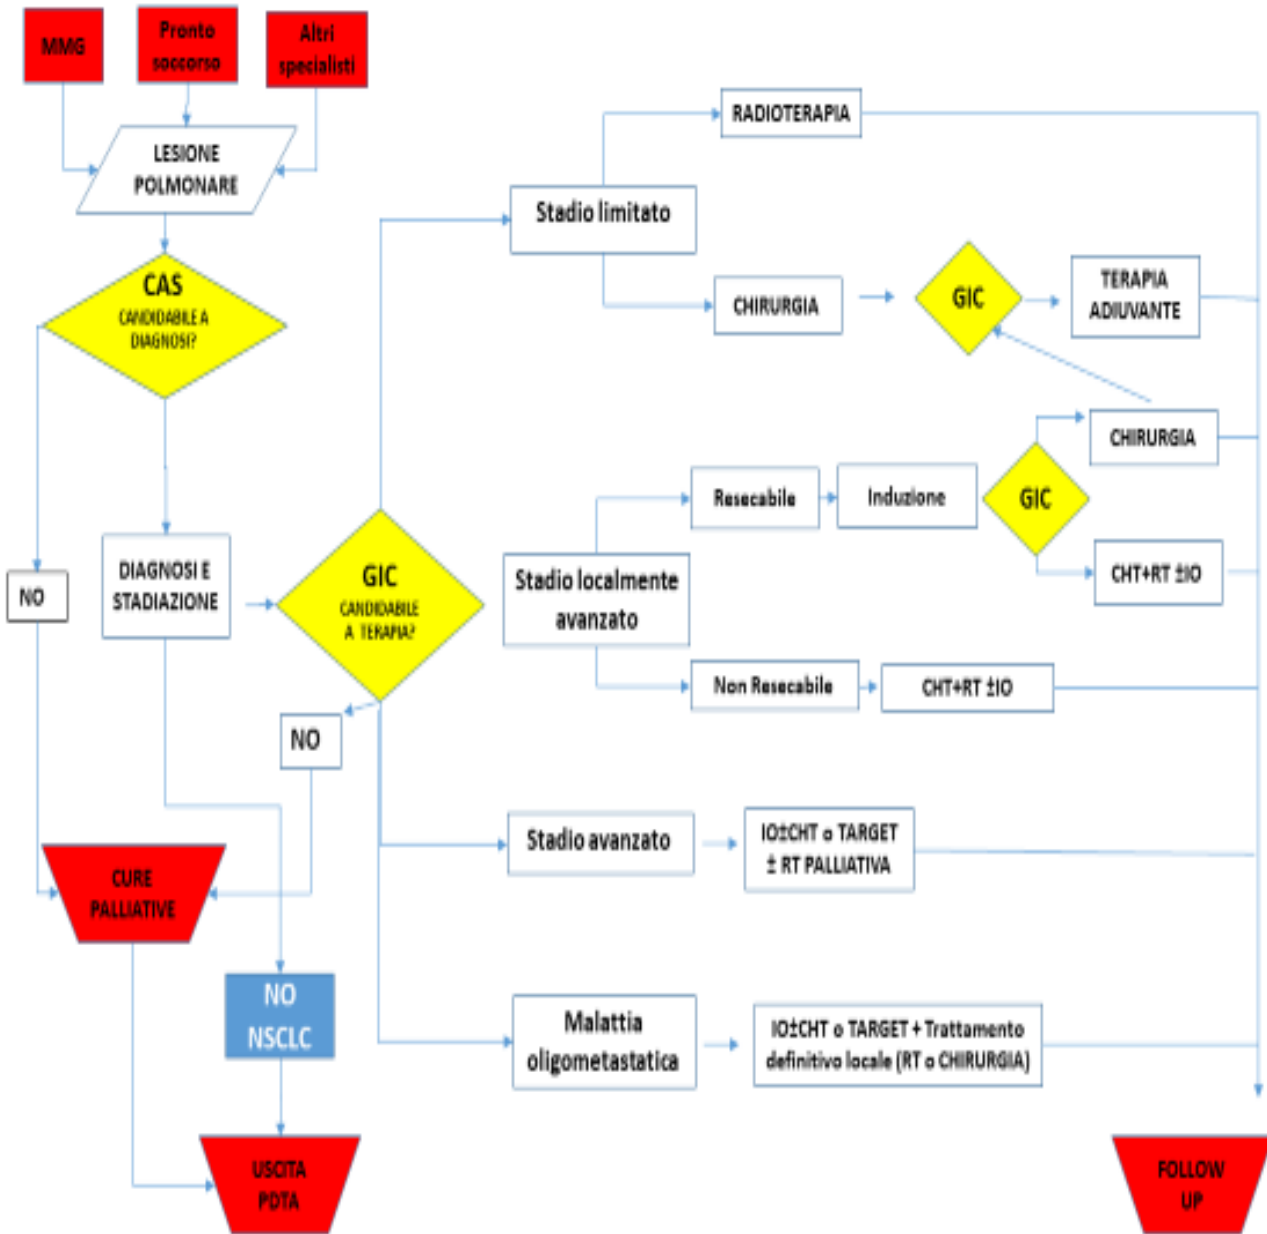 MMG
Pronto
soccorso
Altri
specialisti
LESIONE
POLMONARE
CAS
CANDIDABILE A
DIAGNOSI?
NO
DIAGNOSI E
STADIAZIONE
GIC
CANDIDABILE
A TERAPIA?
NO
CURE
PALLIATIVE
NO
NSCLC
USCITA
PDTA
Stadio limitato
RADIOTERAPIA
CHIRURGIA
GIC
TERAPIA
ADIUVANTE
Stadio localmente
avanzato
Resecabile
Induzione
GIC
CHIRURGIA
CHT+RT ±IO
Non Resecabile
CHT+RT ±IO
Stadio avanzato
IO±CHT o TARGET
± RT PALLIATIVA
Malattia
oligometastatica
IO±CHT o TARGET + Trattamento
definitivo locale (RT o CHIRURGIA)
FOLLOW
UP